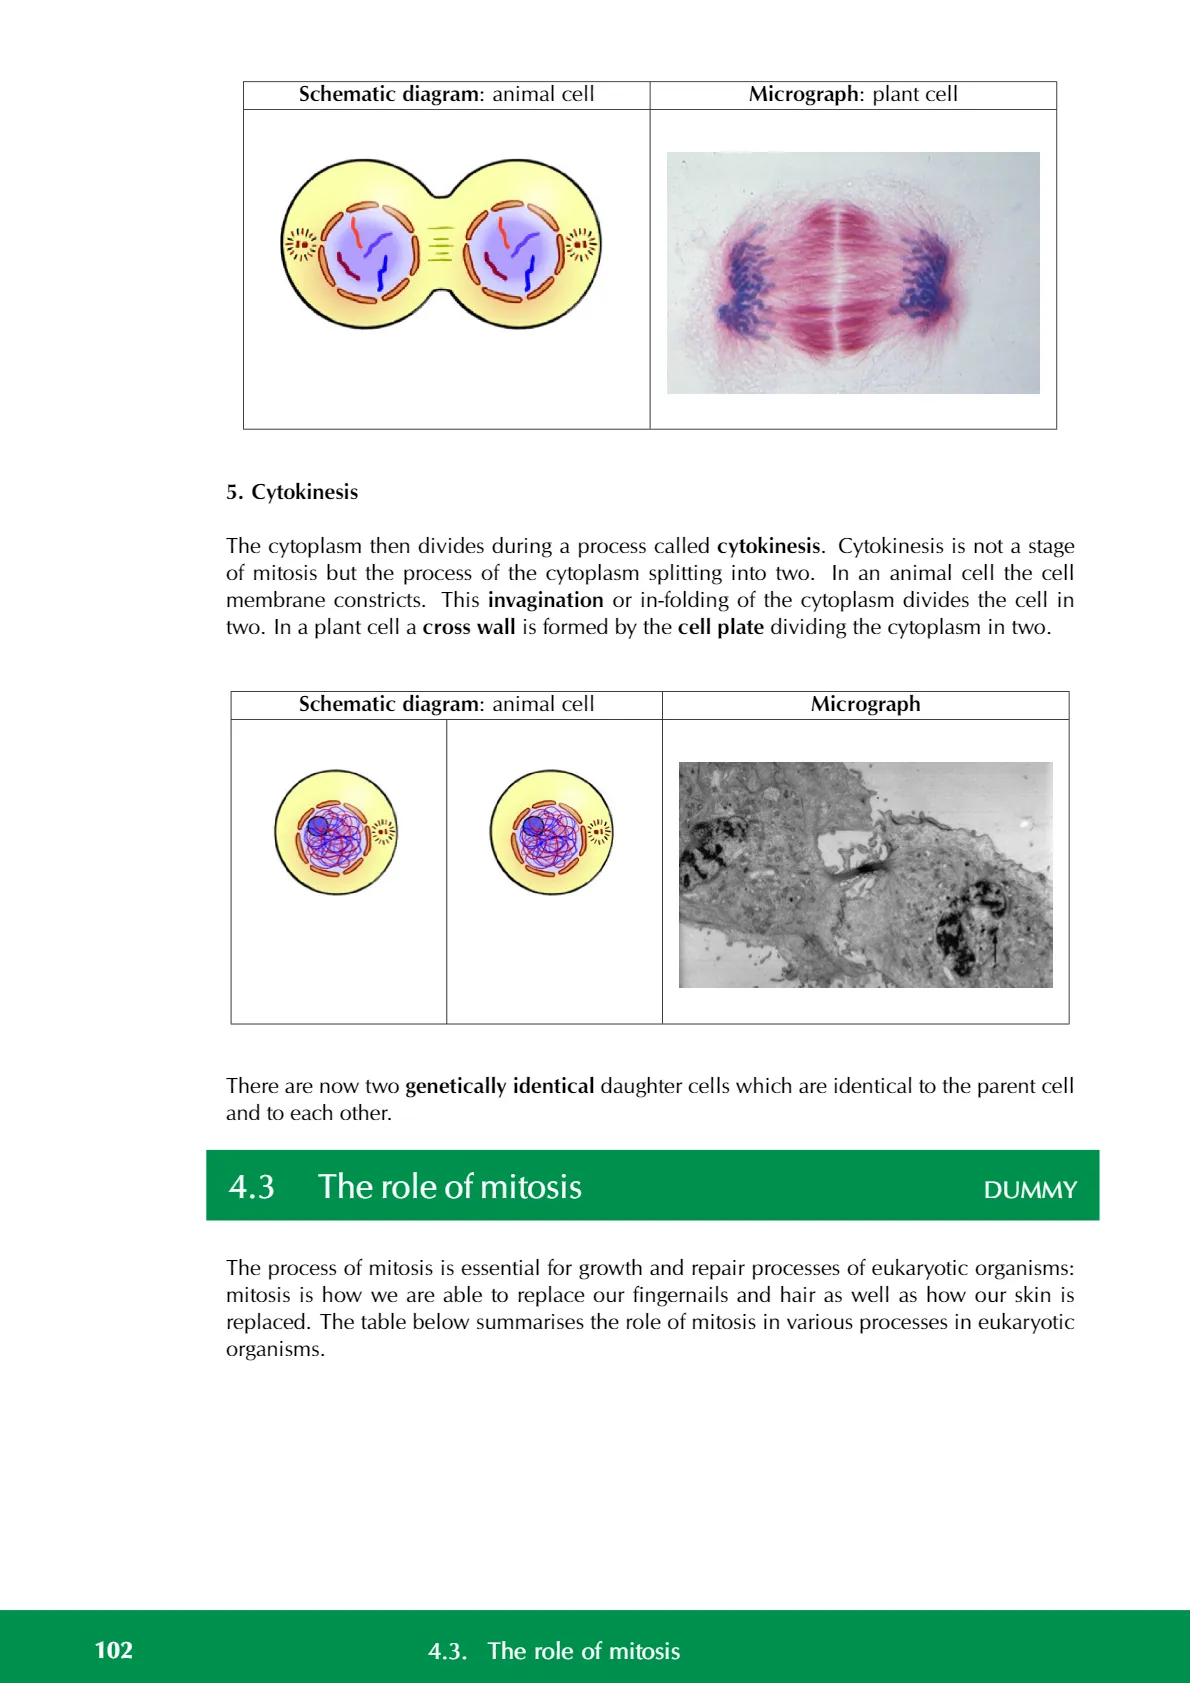 Schematic diagram: animal cell
Micrograph: plant cell
5. Cytokinesis
The cytoplasm then divides during a process called cytokinesis. Cytokinesis is not a stage
of mitosis but the process of the cytoplasm splitting into two. In an animal cell the cell
membrane constricts. This invagination or in-folding of the cytoplasm divides the cell in
two. In a plant cell a cross wall is formed by the cell plate dividing the cytoplasm in two.
Schematic diagram: animal cell
Micrograph
There are now two genetically identical daughter cells which are identical to the parent cell
and to each other.
4.3 The role of mitosis DUMMY
The process of mitosis is essential for growth and repair processes of eukaryotic organisms:
mitosis is how we are able to replace our fingernails and hair as well as how our skin is
replaced. The table below summarises the role of mitosis in various processes in eukaryotic
organisms.
102 4.3. The role of mitosis